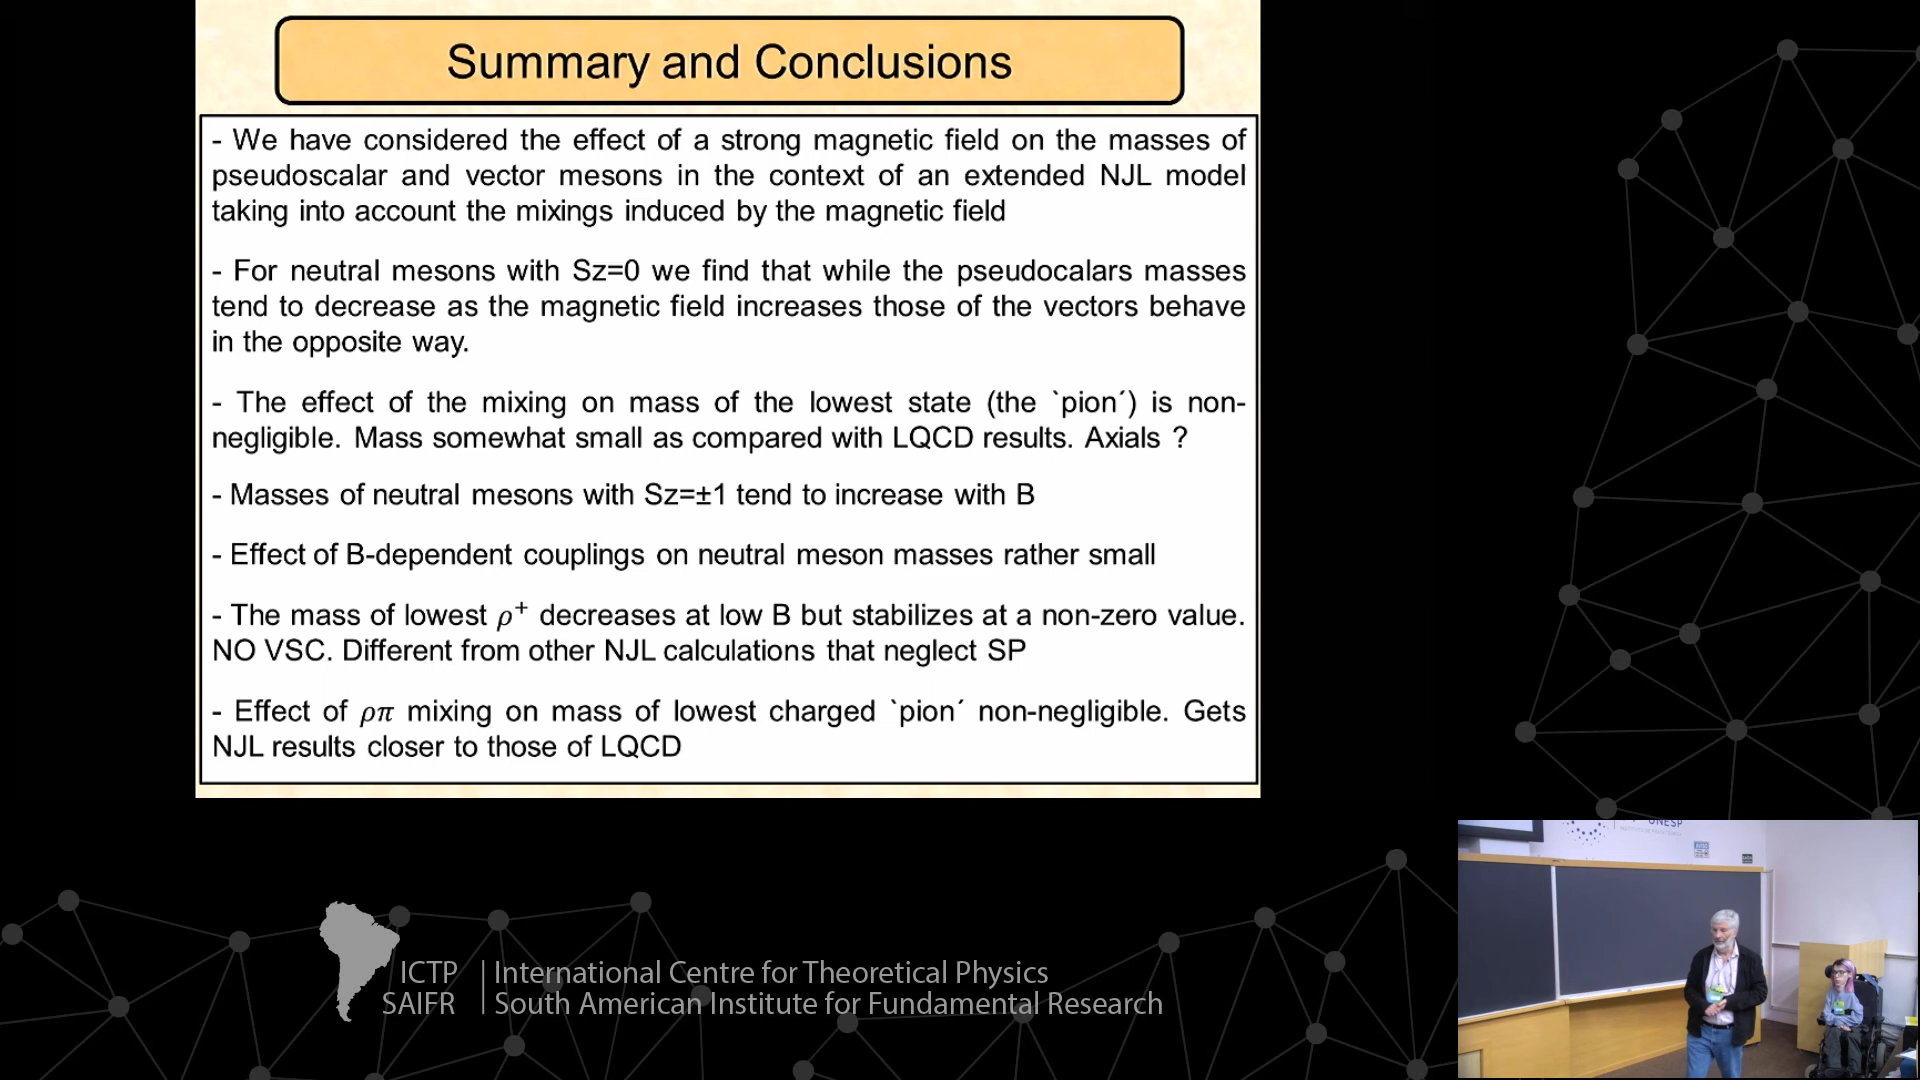 Summary and Conclusions
- We have considered the effect of a strong magnetic field on the masses of
pseudoscalar and vector mesons in the context of an extended NJL model
taking into account the mixings induced by the magnetic field
- For neutral mesons with Sz=0 we find that while the pseudocalars masses
tend to decrease as the magnetic field increases those of the vectors behave
in the opposite way.
- The effect of the mixing on mass of the lowest state (the `pion´) is non-
negligible. Mass somewhat small as compared with LQCD results. Axials ?
- Masses of neutral mesons with Sz=±1 tend to increase with B
- Effect of B-dependent couplings on neutral meson masses rather small
- The mass of lowest ρ⁺ decreases at low B but stabilizes at a non-zero value.
NO VSC. Different from other NJL calculations that neglect SP
- Effect of ρπ mixing on mass of lowest charged `pion´ non-negligible. Gets
NJL results closer to those of LQCD
UNESP
ICTP | International Centre for Theoretical Physics
SAIFR | South American Institute for Fundamental Research